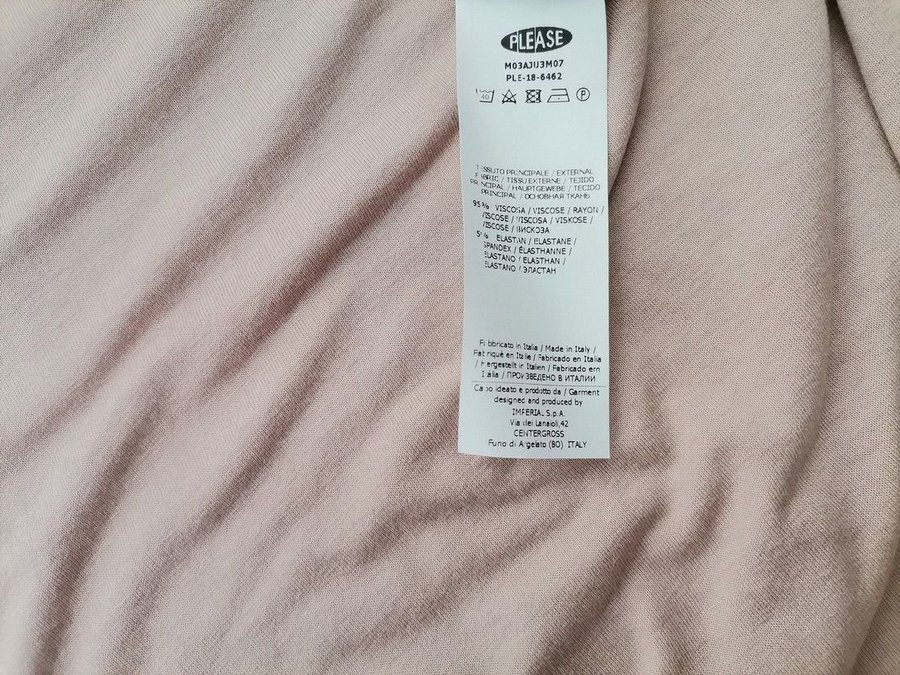 PLEASE
M03AJU3M07
PLE-18-6462
40 P
TESSUTO PRINCIPALE / EXTERNAL
FABRIC / TISSU EXTERNE / TEJIDO
PRINCIPAL / HAUPTGEWEBE / TECIDO
PRINCIPAL / ОСНОВНАЯ ТКАНЬ
95% VISCOSA / VISCOSE / RAYON /
VISCOSE / VISCOSA / VISKOSE /
VISCOSE / ВИСКОЗА
5% ELASTAN / ELASTANE /
SPANDEX / ÉLASTHANNE /
ELASTANO / ELASTHAN /
ELASTANO / ЭЛАСТАН
Fabbricato in Italia / Made in Italy /
Fabriqué en Italie / Fabricado en Italia
/ Hergestellt in Italien / Fabricado em
Itália / ПРОИЗВЕДЕНО В ИТАЛИИ
Capo ideato e prodotto da / Garment
designed and produced by
IMPERIAL S.p.A.
Via dei Lanaioli,42
CENTERGROSS
Funo di Argelato (BO) ITALY